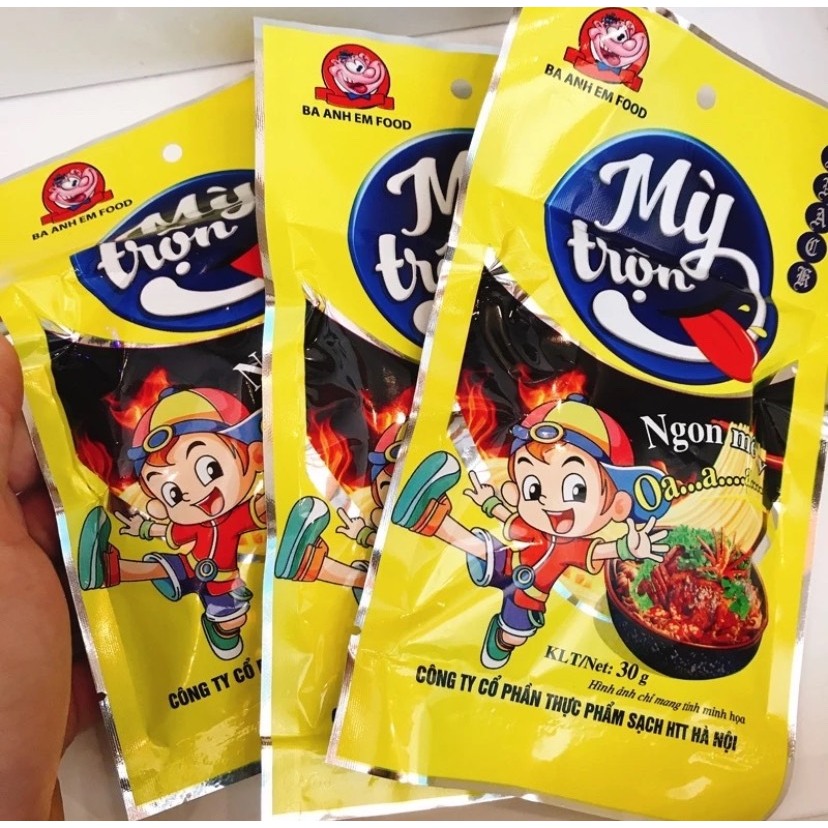 BA ANH EM FOOD
Mỳ
trộn
CÔNG TY CỔ
BA ANH EM FOOD
BA ANH EM FOOD
Mỳ
trộn
Ngon mê
Oa...a....
KLT/Net: 30 g
Hình ảnh chỉ mang tính minh họa
CÔNG TY CỔ PHẦN THỰC PHẨM SẠCH HTT HÀ NỘI